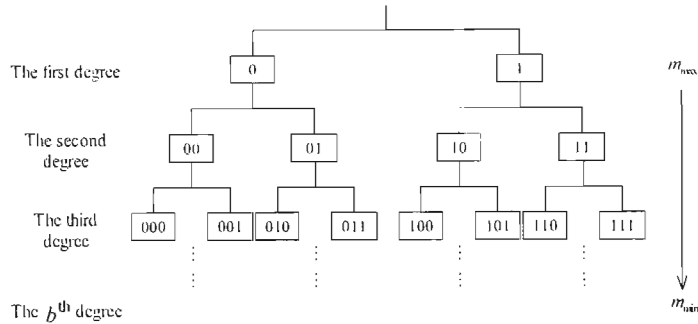 The first degree 0 1 m_max
The second
degree 00 01 10 11
The third
degree 000 001 010 011 100 101 110 111
The b^th degree m_min